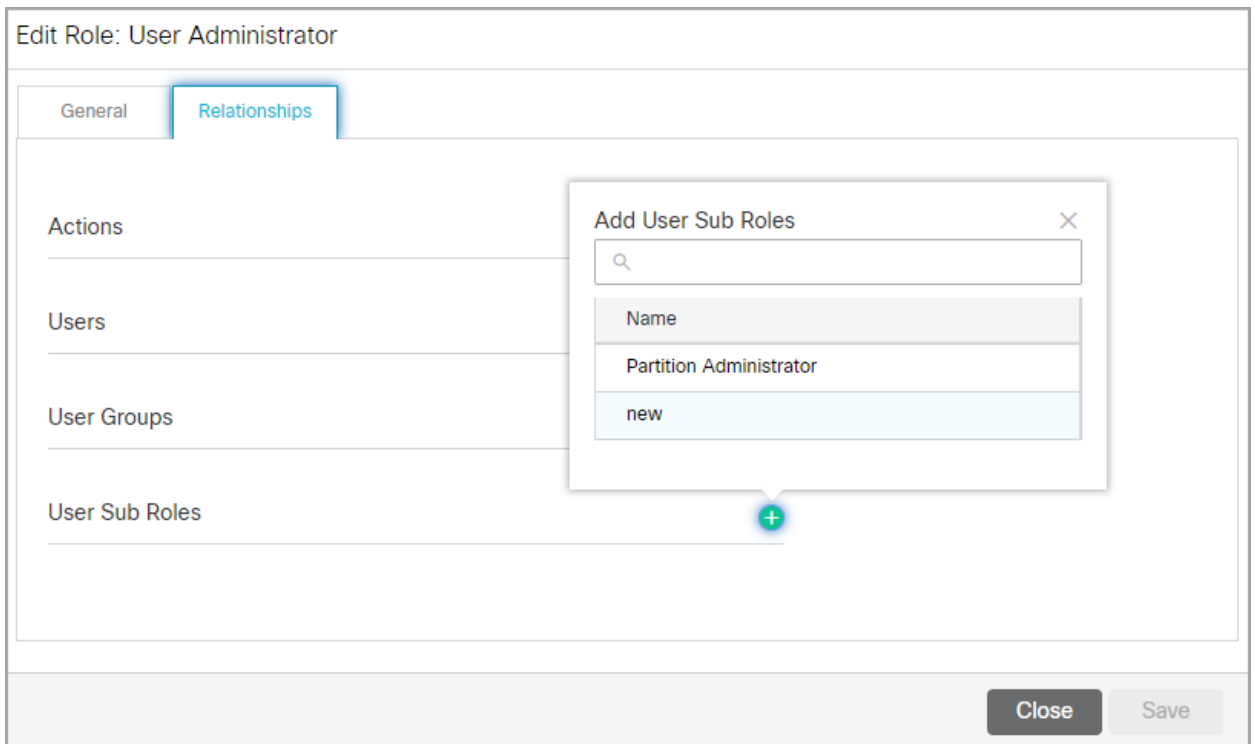 Edit Role: User Administrator
General
Relationships
Actions
Users
User Groups
User Sub Roles
Add User Sub Roles
Name
Partition Administrator
new
Close
Save